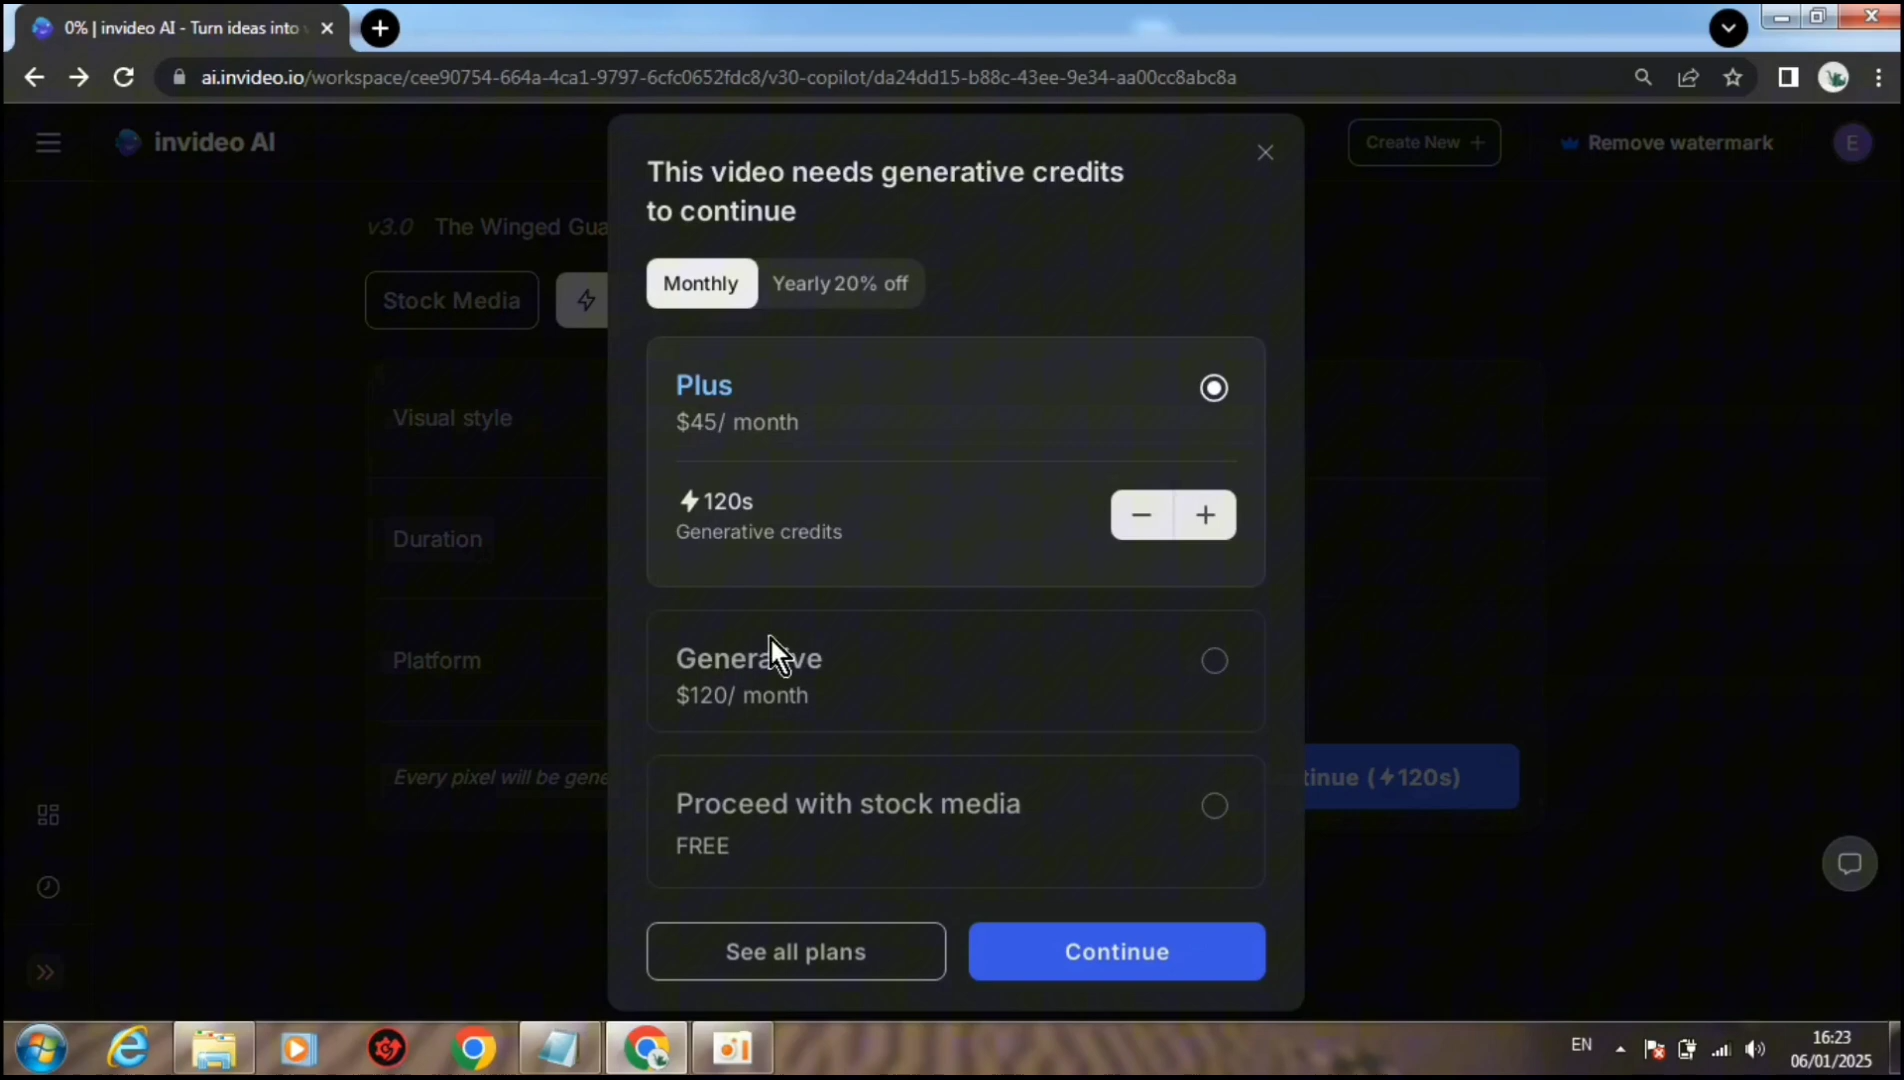 0% | invideo AI - Turn ideas into
ai.invideo.io/workspace/cee90754-664a-4ca1-9797-6cfc0652fdc8/v30-copilot/da24dd15-b88c-43ee-9e34-aa00cc8abc8a
invideo AI
Create New +
Remove watermark
E
This video needs generative credits
to continue
v3.0 The Winged Gua
Monthly Yearly 20% off
Stock Media
Plus
$45/ month
Visual style
120s
Generative credits
Duration
Generative
$120/ month
Platform
Every pixel will be gene
tinue (⚡120s)
Proceed with stock media
FREE
See all plans
Continue
EN
16:23
06/01/2025